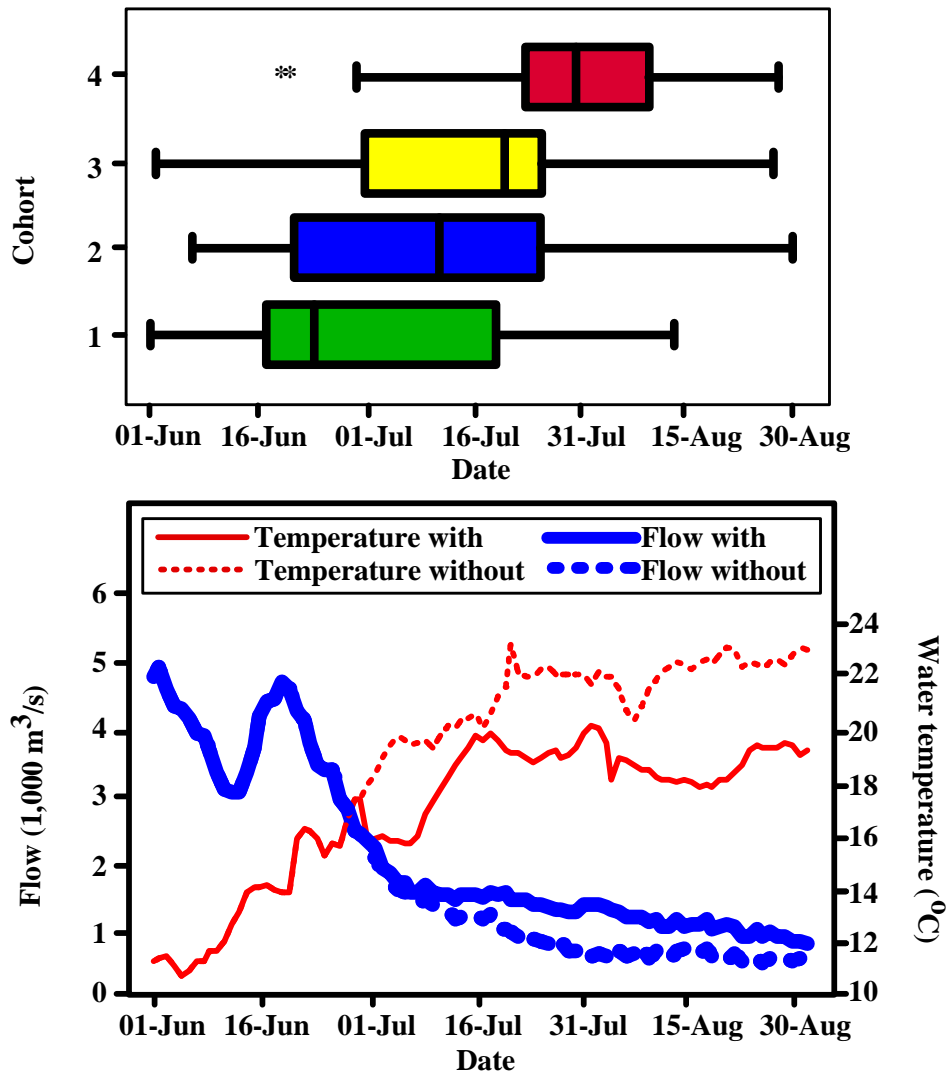 Cohort
4
**
3
2
1
01-Jun 16-Jun 01-Jul 16-Jul 31-Jul 15-Aug 30-Aug
Date
Temperature with Flow with
Temperature without Flow without
Flow (1,000 m³/s)
6
5
4
3
2
1
0
24
22
20
18
16
14
12
10
Water temperature (⁰C)
01-Jun 16-Jun 01-Jul 16-Jul 31-Jul 15-Aug 30-Aug
Date